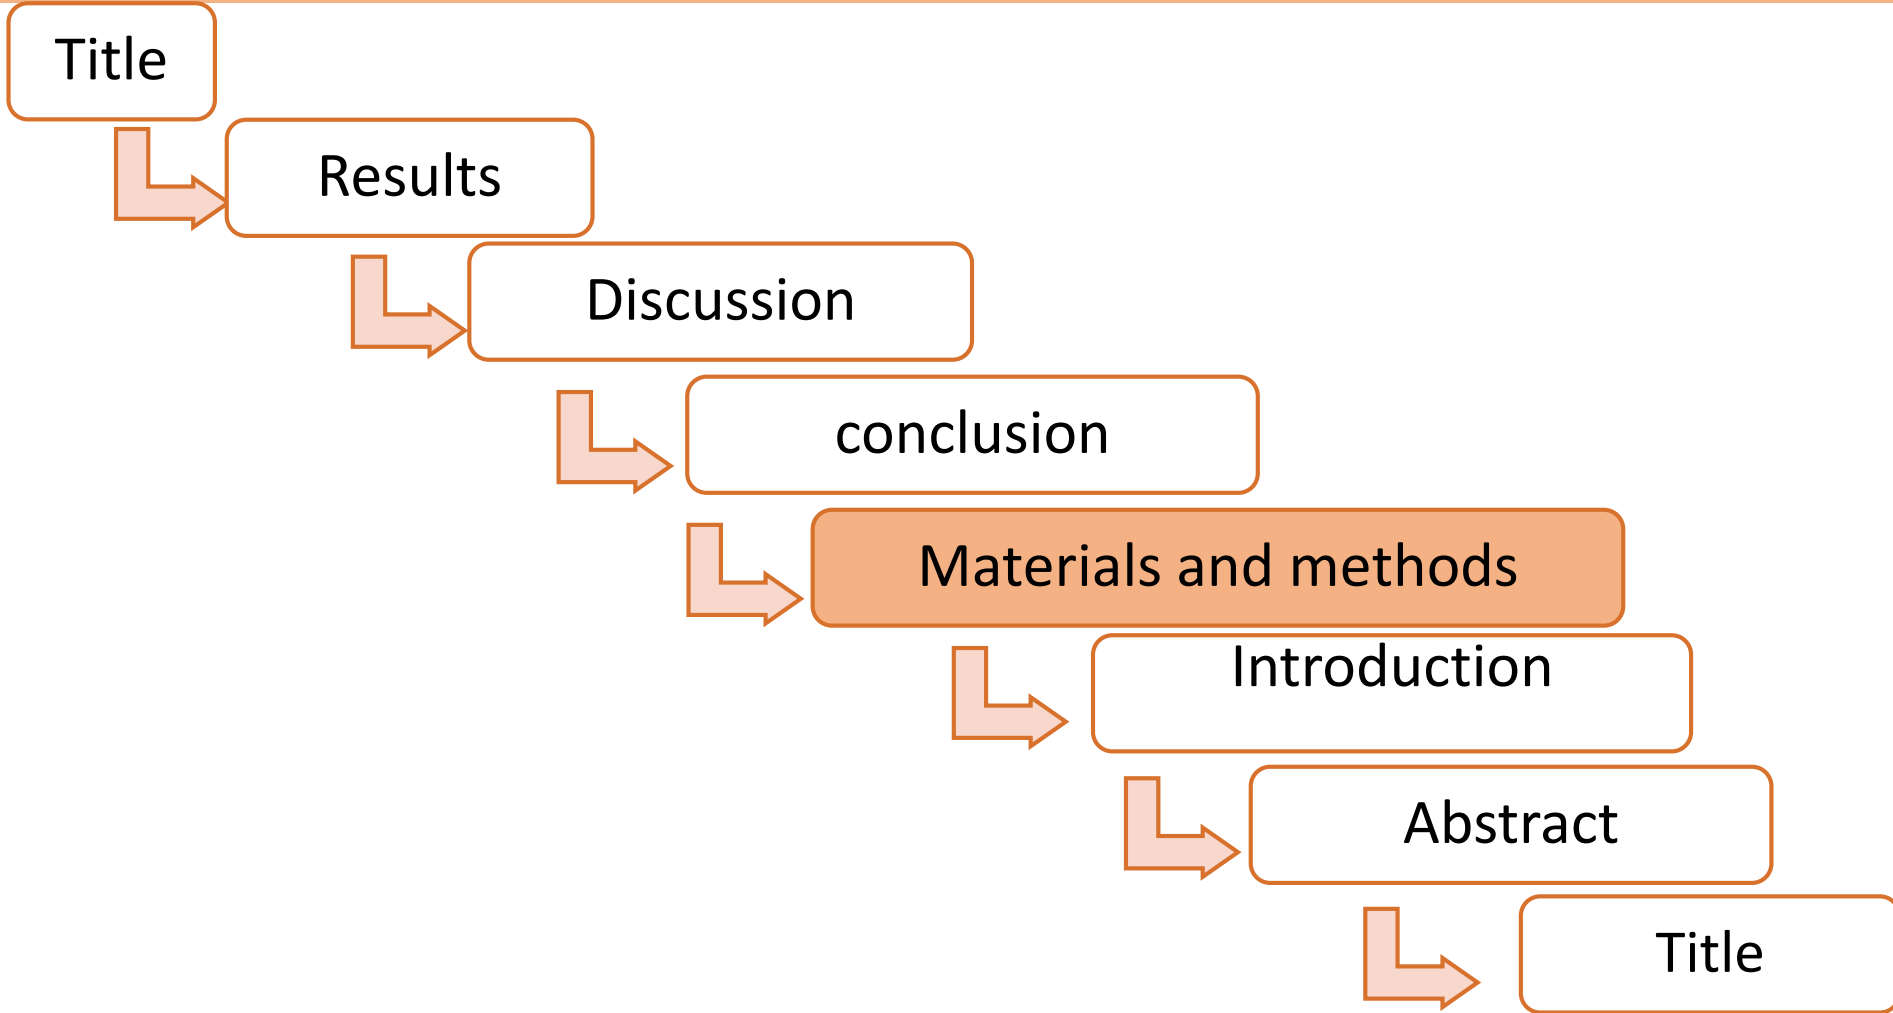 Title
Results
Discussion
conclusion
Materials and methods
Introduction
Abstract
Title